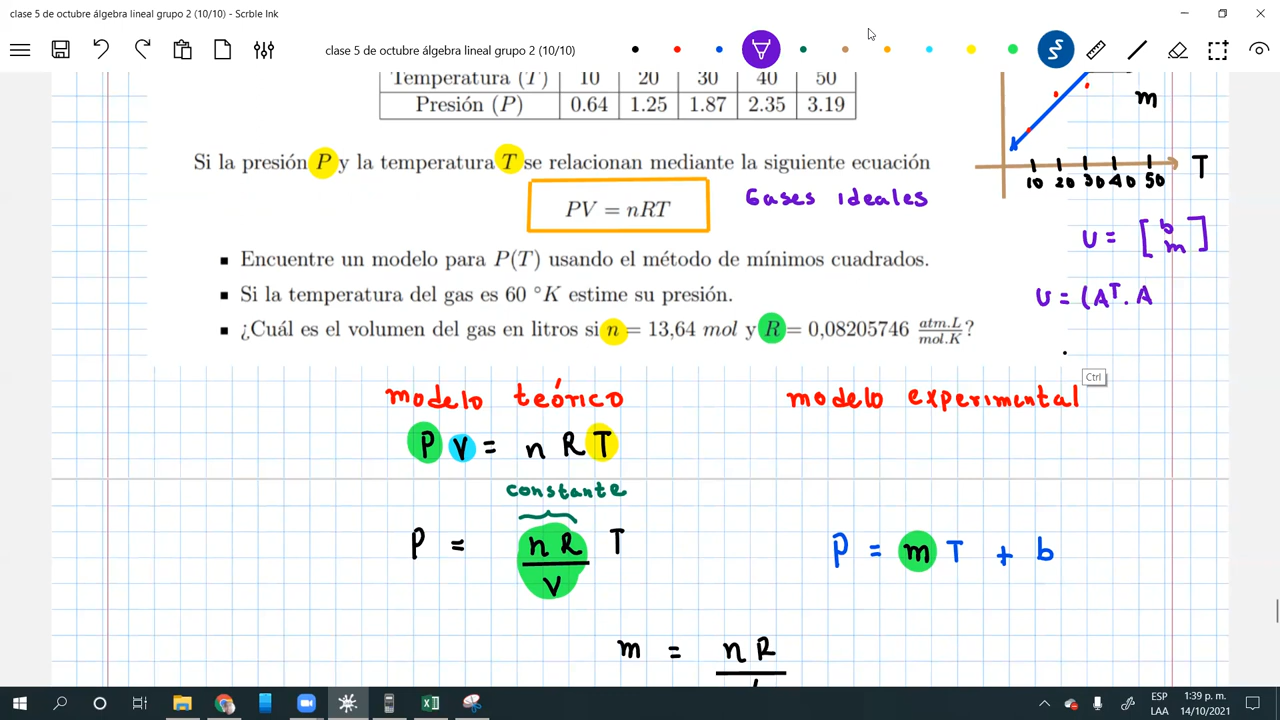 clase 5 de octubre álgebra lineal grupo 2 (10/10) - Scrble Ink
clase 5 de octubre álgebra lineal grupo 2 (10/10)
Temperatura (T) 10 20 30 40 50
Presión (P) 0.64 1.25 1.87 2.35 3.19
m
T
10 20 30 40 50
Si la presión P y la temperatura T se relacionan mediante la siguiente ecuación
PV = nRT
Gases ideales
U = [b m]
Encuentre un modelo para P(T) usando el método de mínimos cuadrados.
Si la temperatura del gas es 60 °K estime su presión.
U = (Aᵀ. A
¿Cuál es el volumen del gas en litros si n = 13,64 mol y R = 0,08205746 atm.L/mol.K?
Ctrl
modelo teórico
modelo experimental
P V = n R T
constante
P = n R / V T
P = m T + b
m = n R
ESP
LAA
1:39 p. m.
14/10/2021